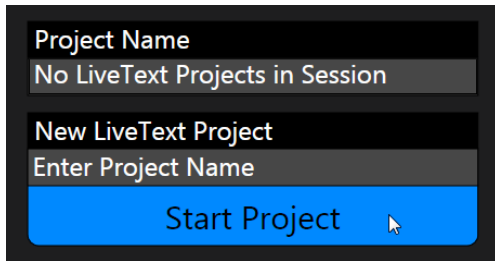 Project Name
No LiveText Projects in Session
New LiveText Project
Enter Project Name
Start Project